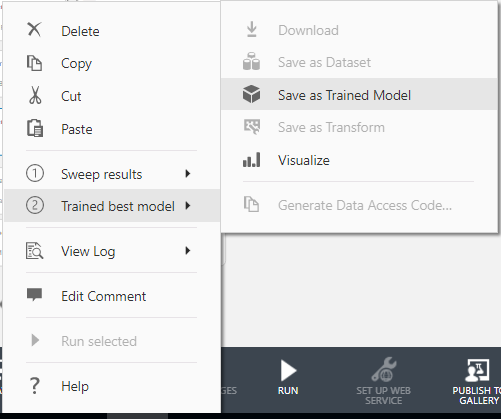 Delete
Copy
Cut
Paste
1 Sweep results
2 Trained best model
View Log
Edit Comment
Run selected
? Help
Download
Save as Dataset
Save as Trained Model
Save as Transform
Visualize
Generate Data Access Code...
GES
RUN
SET UP WEB
SERVICE
PUBLISH TO
GALLERY